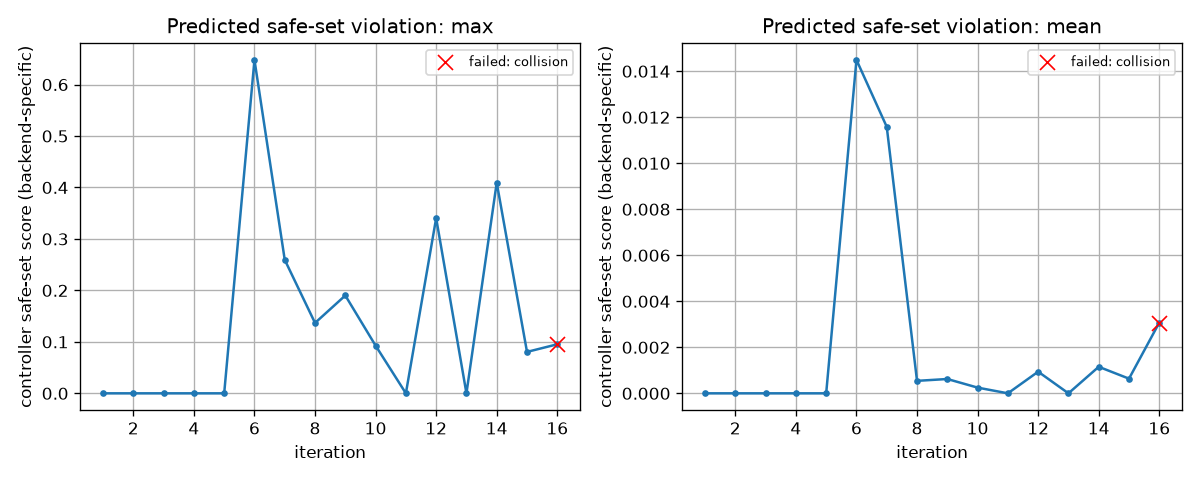 Predicted safe-set violation: max
failed: collision
controller safe-set score (backend-specific)
0.6
0.5
0.4
0.3
0.2
0.1
0.0
2 4 6 8 10 12 14 16
iteration
Predicted safe-set violation: mean
failed: collision
controller safe-set score (backend-specific)
0.014
0.012
0.010
0.008
0.006
0.004
0.002
0.000
2 4 6 8 10 12 14 16
iteration